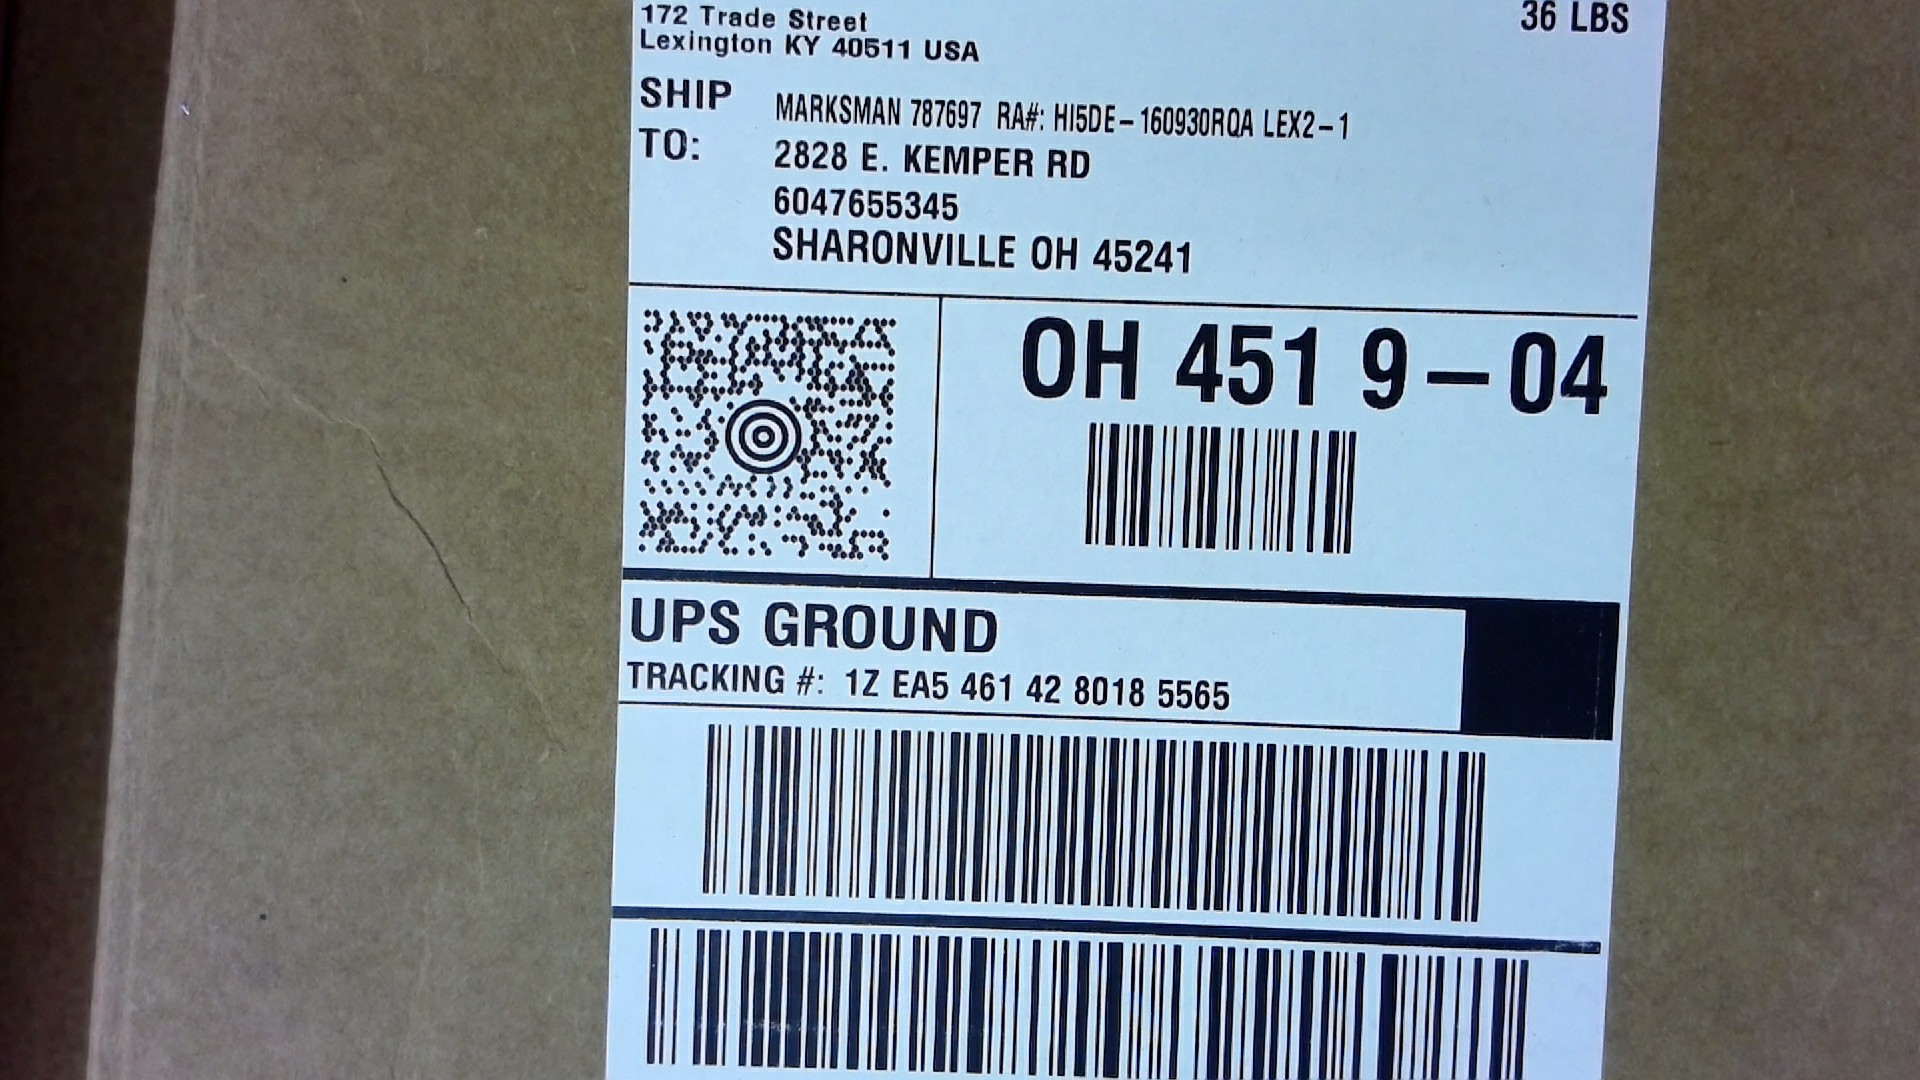 172 Trade Street
36 LBS
Lexington KY 40511 USA
SHIP TO:
MARKSMAN 787697 RA#: HI5DE-160930RQA LEX2-1
2828 E. KEMPER RD
6047655345
SHARONVILLE OH 45241
OH 451 9-04
UPS GROUND
TRACKING #: 1Z EA5 461 42 8018 5565